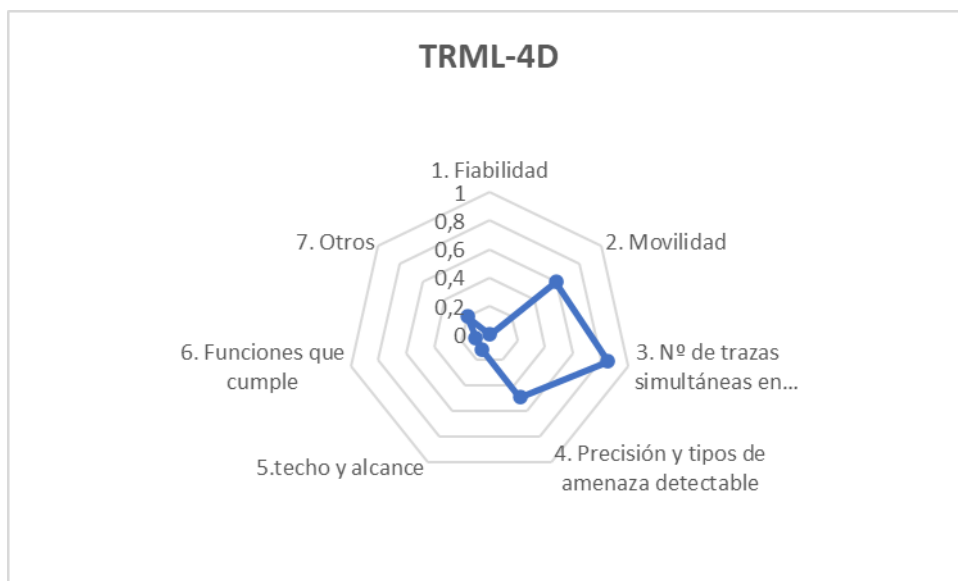 TRML-4D
1. Fiabilidad
1
0,8
0,6
0,4
0,2
0
2. Movilidad
3. Nº de trazas
simultáneas en...
4. Precisión y tipos de
amenaza detectable
5.techo y alcance
6. Funciones que
cumple
7. Otros